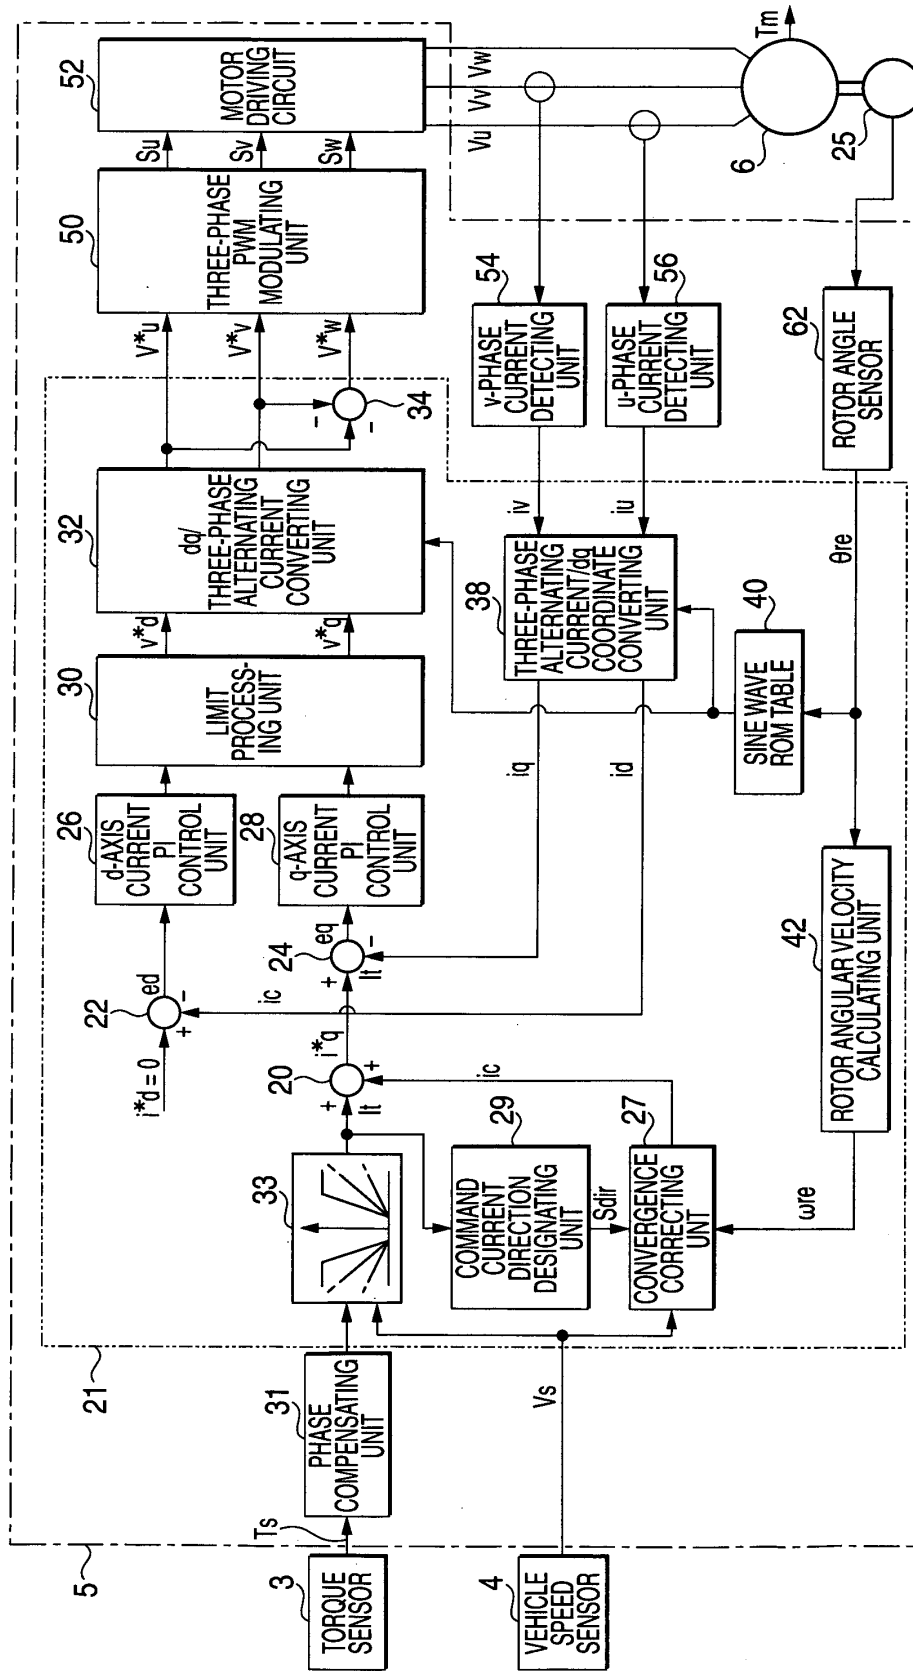 5
21
3
TORQUE
SENSOR
Ts
31
PHASE
COMPENSATING
UNIT
33
It
+
+
20
i*q
i*d = 0
+
-
22
ed
ic
+
-
24
It
eq
26
d-AXIS
CURRENT
PI
CONTROL
UNIT
28
q-AXIS
CURRENT
PI
CONTROL
UNIT
30
LIMIT
PROCESS-
ING UNIT
v*d
v*q
32
dq/
THREE-PHASE
ALTERNATING
CURRENT
CONVERTING
UNIT
-
-
34
V*u
V*v
V*w
50
THREE-PHASE
PWM
MODULATING
UNIT
Su
Sv
Sw
52
MOTOR
DRIVING
CIRCUIT
Vu
Vv
Vw
4
VEHICLE
SPEED
SENSOR
Vs
29
COMMAND
CURRENT
DIRECTION
DESIGNATING
UNIT
Sdir
27
CONVERGENCE
CORRECTING
UNT
ic
ωre
42
ROTOR ANGULAR VELOCITY
CALCULATING UNIT
iq
id
38
THREE-PHASE
ALTERNATING
CURRENT/dq
COORDINATE
CONVERTING
UNIT
iv
iu
54
v-PHASE
CURRENT
DETECTING
UNIT
56
u-PHASE
CURRENT
DETECTING
UNIT
40
SINE WAVE
ROM TABLE
θre
62
ROTOR ANGLE
SENSOR
6
Tm
25